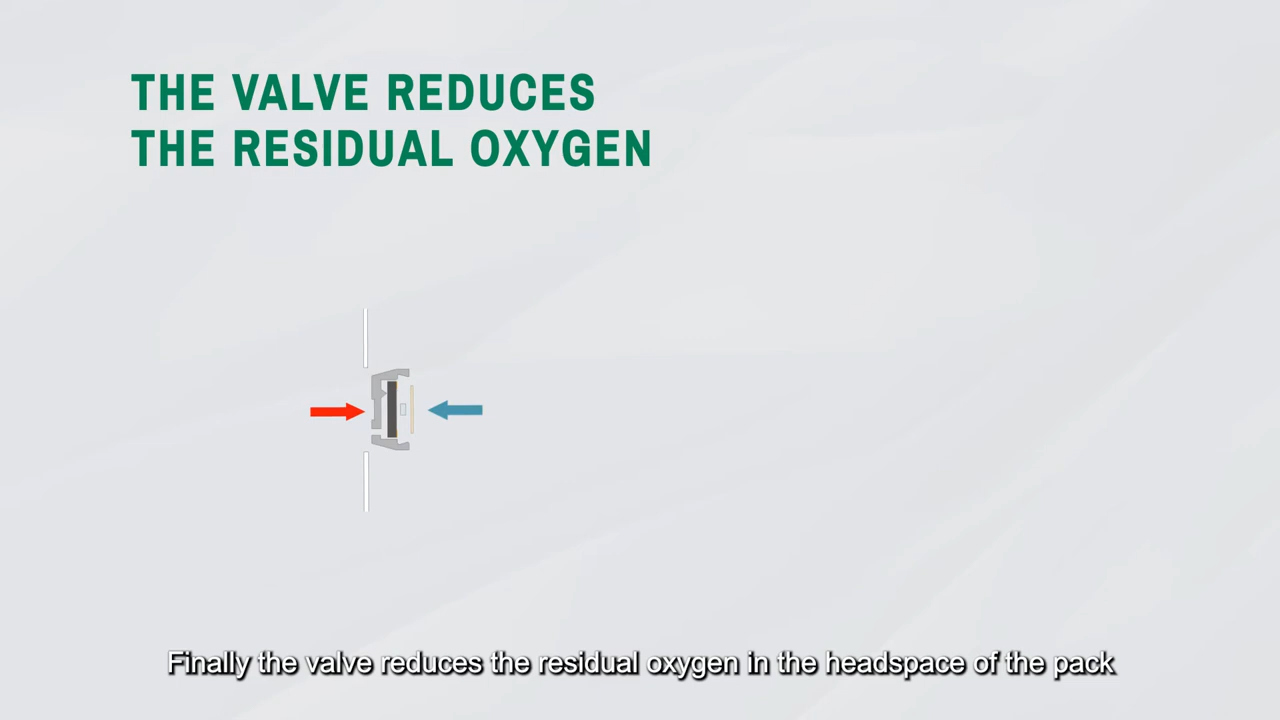 THE VALVE REDUCES
THE RESIDUAL OXYGEN
Finally the valve reduces the residual oxygen in the headspace of the pack